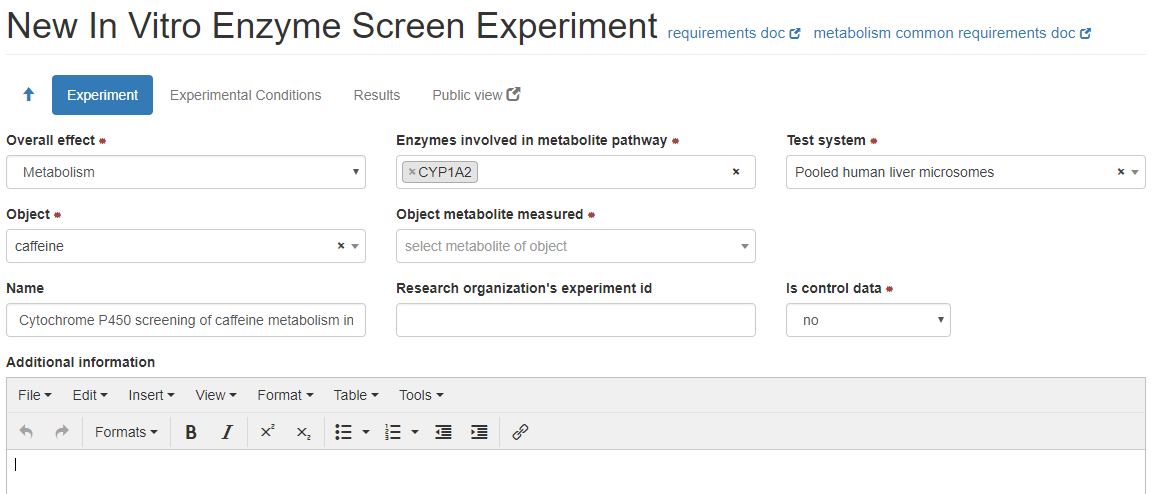 New In Vitro Enzyme Screen Experiment requirements doc metabolism common requirements doc
Experiment Experimental Conditions Results Public view
Overall effect * Enzymes involved in metabolite pathway * Test system *
Metabolism × CYP1A2 × Pooled human liver microsomes ×
Object * Object metabolite measured *
caffeine × select metabolite of object
Name Research organization's experiment id Is control data *
Cytochrome P450 screening of caffeine metabolism in no
Additional information
File Edit Insert View Format Table Tools
Formats B I x² x₂